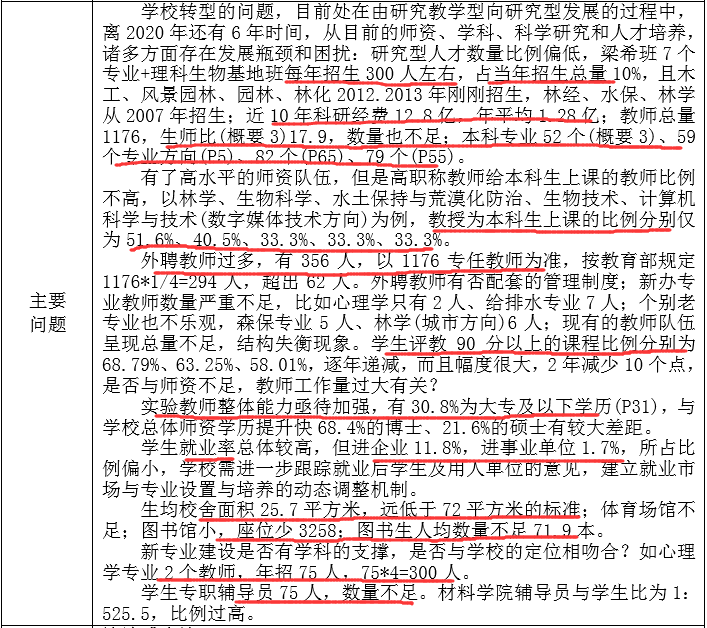 学校转型的问题，目前处在由研究教学型向研究型发展的过程中，
离 2020 年还有 6 年时间，从目前的师资、学科、科学研究和人才培养，
诸多方面存在发展瓶颈和困扰：研究型人才数量比例偏低，梁希班 7 个
专业+理科生物基地班每年招生 300 人左右，占当年招生总量 10%，且木
工、风景园林、园林、林化 2012.2013 年刚刚招生，林经、水保、林学
从 2007 年招生；近 10 年科研经费 12.8 亿，年平均 1.28 亿；教师总量
1176，生师比(概要 3)17.9，数量也不足；本科专业 52 个(概要 3)、59
个专业方向(P5)、82 个(P65)、79 个(P55)。
有了高水平的师资队伍，但是高职称教师给本科生上课的教师比例
不高，以林学、生物科学、水土保持与荒漠化防治、生物技术、计算机
科学与技术(数字媒体技术方向)为例，教授为本科生上课的比例分别仅
为 51.6%、40.5%、33.3%、33.3%、33.3%。
外聘教师过多，有 356 人，以 1176 专任教师为准，按教育部规定
1176*1/4=294 人，超出 62 人。外聘教师有否配套的管理制度；新办专
业教师数量严重不足，比如心理学只有 2 人、给排水专业 7 人；个别老
专业也不乐观，森保专业 5 人、林学(城市方向)6 人；现有的教师队伍
呈现总量不足，结构失衡现象。学生评教 90 分以上的课程比例分别为
68.79%、63.25%、58.01%，逐年递减，而且幅度很大，2 年减少 10 个点，
是否与师资不足，教师工作量过大有关？
实验教师整体能力亟待加强，有 30.8%为大专及以下学历(P31)，与
学校总体师资学历提升快 68.4%的博士、21.6%的硕士有较大差距。
主要
问题
学生就业率总体较高，但进企业 11.8%，进事业单位 1.7%，所占比
例偏小，学校需进一步跟踪就业后学生及用人单位的意见，建立就业市
场与专业设置与培养的动态调整机制。
生均校舍面积 25.7 平方米，远低于 72 平方米的标准；体育场馆不
足；图书馆小，座位少 3258；图书生人均数量不足 71.9 本。
新专业建设是否有学科的支撑，是否与学校的定位相吻合？如心理
学专业 2 个教师，年招 75 人，75*4=300 人。
学生专职辅导员 75 人，数量不足。材料学院辅导员与学生比为 1：
525.5，比例过高。